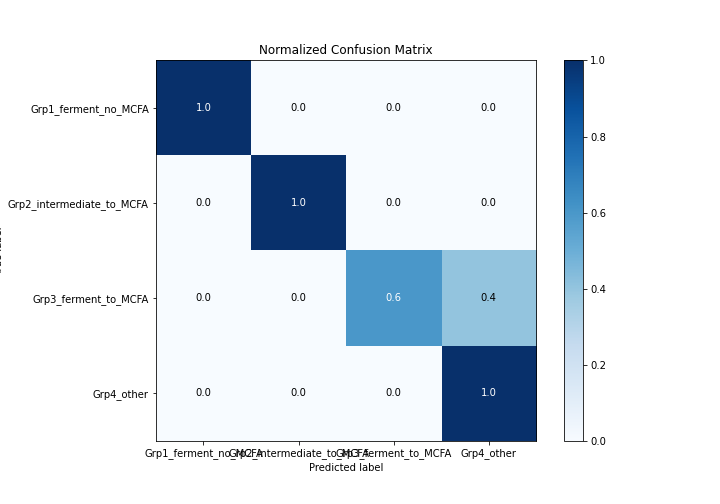 Normalized Confusion Matrix
1.0
Grp1_ferment_no_MCFA 1.0 0.0 0.0 0.0
0.8
Grp2_intermediate_to_MCFA 0.0 1.0 0.0 0.0
0.6
Grp3_ferment_to_MCFA 0.0 0.0 0.6 0.4
0.4
0.2
Grp4_other 0.0 0.0 0.0 1.0
0.0
Grp1_ferment_no_MCFA Grp2_intermediate_to_MCFA Grp3_ferment_to_MCFA Grp4_other
Predicted label